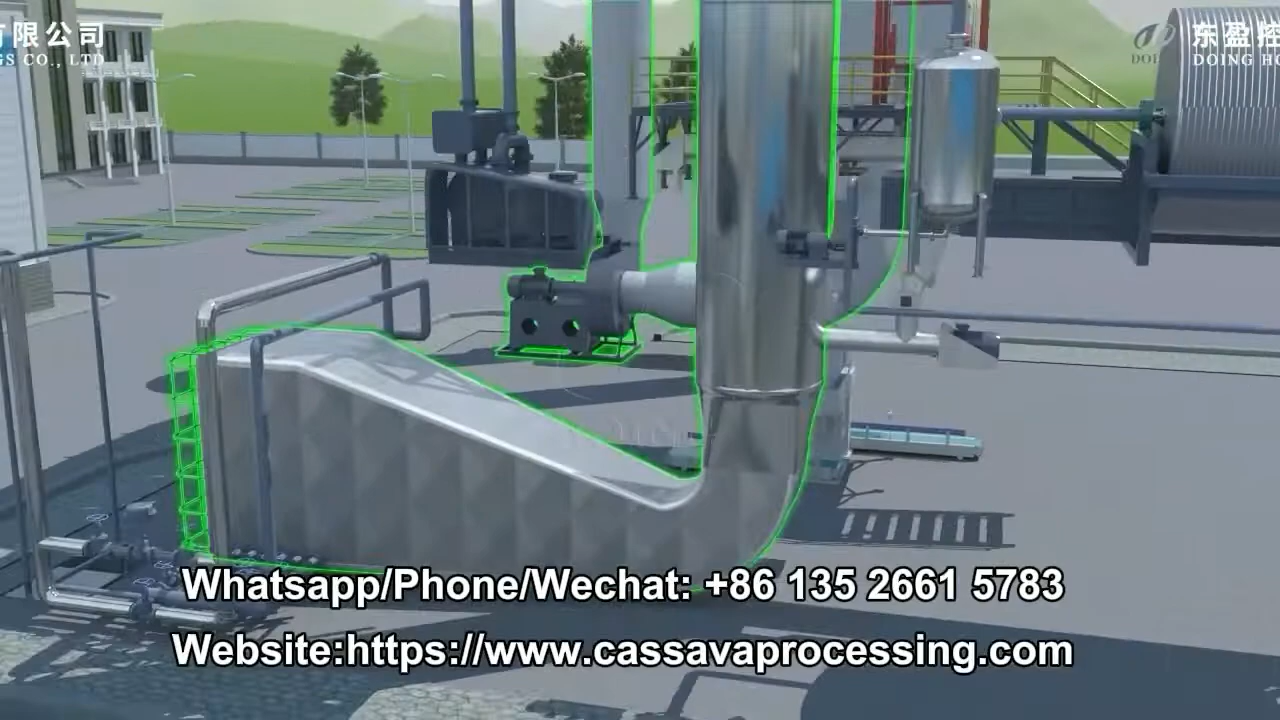 有限公司
GS CO., LTD
东盈控
DOING HO
Whatsapp/Phone/Wechat: +86 135 2661 5783
Website:https://www.cassavaprocessing.com